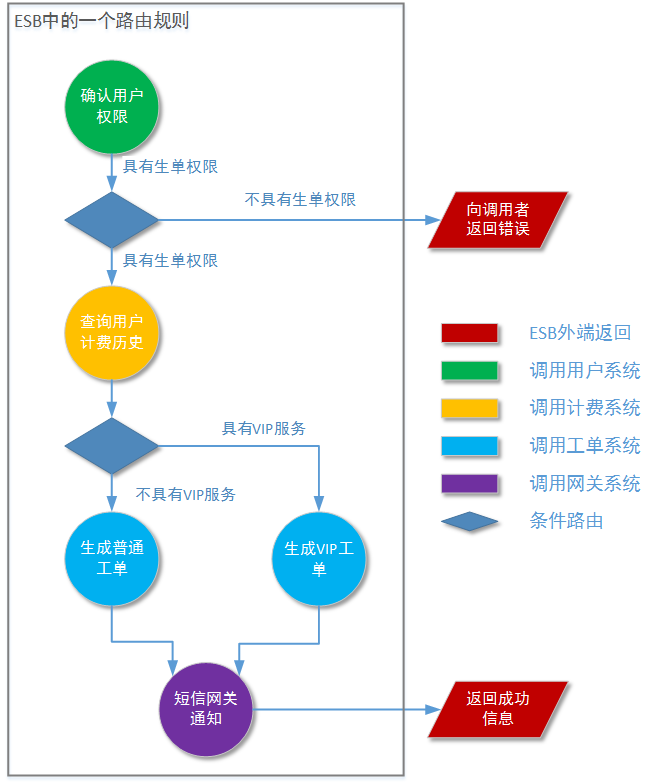 ESB中的一个路由规则
确认用户
权限
具有生单权限
不具有生单权限
向调用者
返回错误
具有生单权限
查询用户
计费历史
ESB外端返回
调用用户系统
调用计费系统
具有VIP服务
调用工单系统
不具有VIP服务
调用网关系统
条件路由
生成普通
工单
生成VIP工
单
短信网关
通知
返回成功
信息